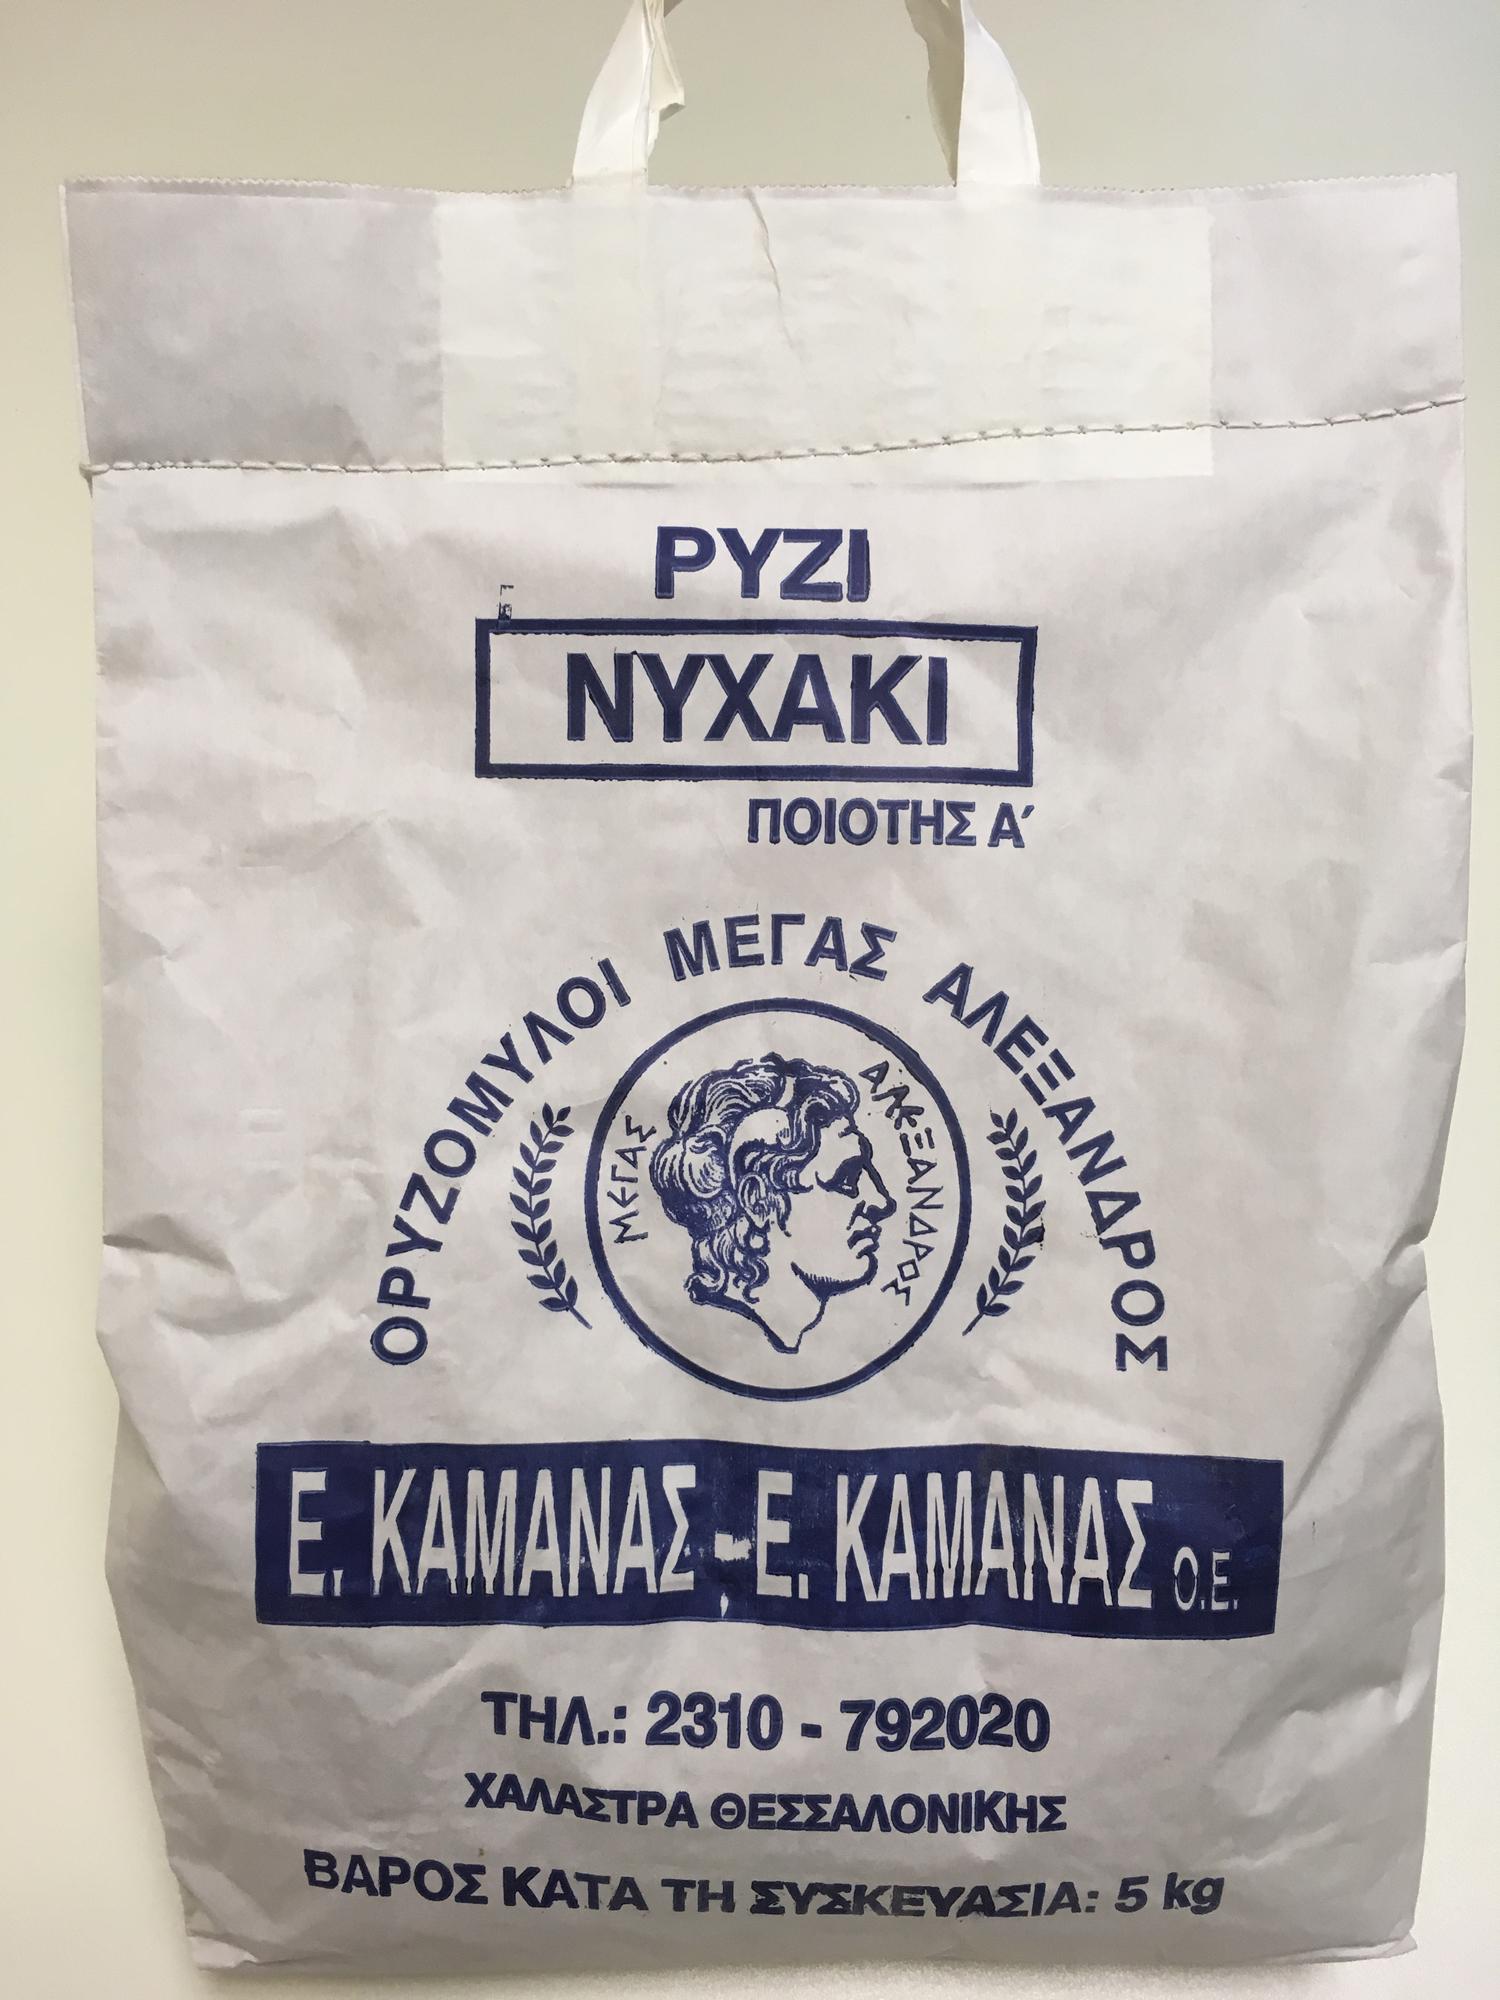 ΡΥΖΙ
ΝΥΧΑΚΙ
ΠΟΙΟΤΗΣ Α΄
ΟΡΥΖΟΜΥΛΟΙ ΜΕΓΑΣ ΑΛΕΞΑΝΔΡΟΣ
ΜΕΓΑΣ ΑΛΕΞΑΝΔΡΟΣ
Ε. ΚΑΜΑΝΑΣ - Ε. ΚΑΜΑΝΑΣ Ο.Ε.
ΤΗΛ.: 2310 - 792020
ΧΑΛΑΣΤΡΑ ΘΕΣΣΑΛΟΝΙΚΗΣ
ΒΑΡΟΣ ΚΑΤΑ ΤΗ ΣΥΣΚΕΥΑΣΙΑ: 5 kg